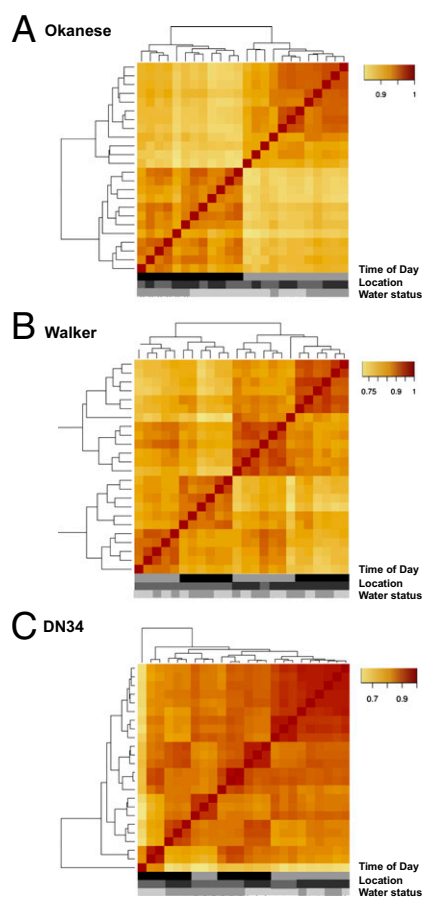 A Okanese
0.9 1
Time of Day
Location
Water status
B Walker
0.75 0.9 1
Time of Day
Location
Water status
C DN34
0.7 0.9
Time of Day
Location
Water status